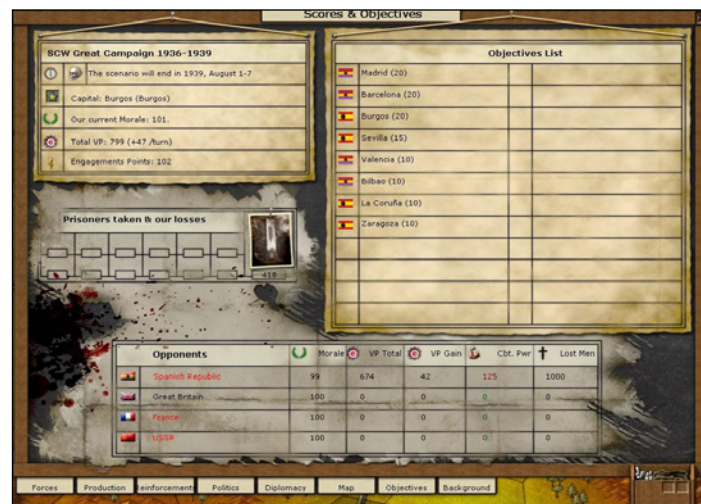 Scores & Objectives
SCW Great Campaign 1936-1939
The scenario will end in 1939, August 1-7
Capital: Burgos (Burgos)
Our current Morale: 101.
Total VP: 799 (+47 /turn)
Engagements Points: 102
Prisoners taken & our losses
410
Objectives List
Madrid (20)
Barcelona (20)
Burgos (20)
Sevilla (15)
Valencia (10)
Bilbao (10)
La Coruña (10)
Zaragoza (10)
Opponents Morale VP Total VP Gain Cbt. Pwr Lost Men
Spanish Republic 99 674 42 125 1000
Great Britain 100 0 0 0 0
France 100 0 0 0 0
USSR 100 0 0 0 0
Forces Production Reinforcements Politics Diplomacy Map Objectives Background